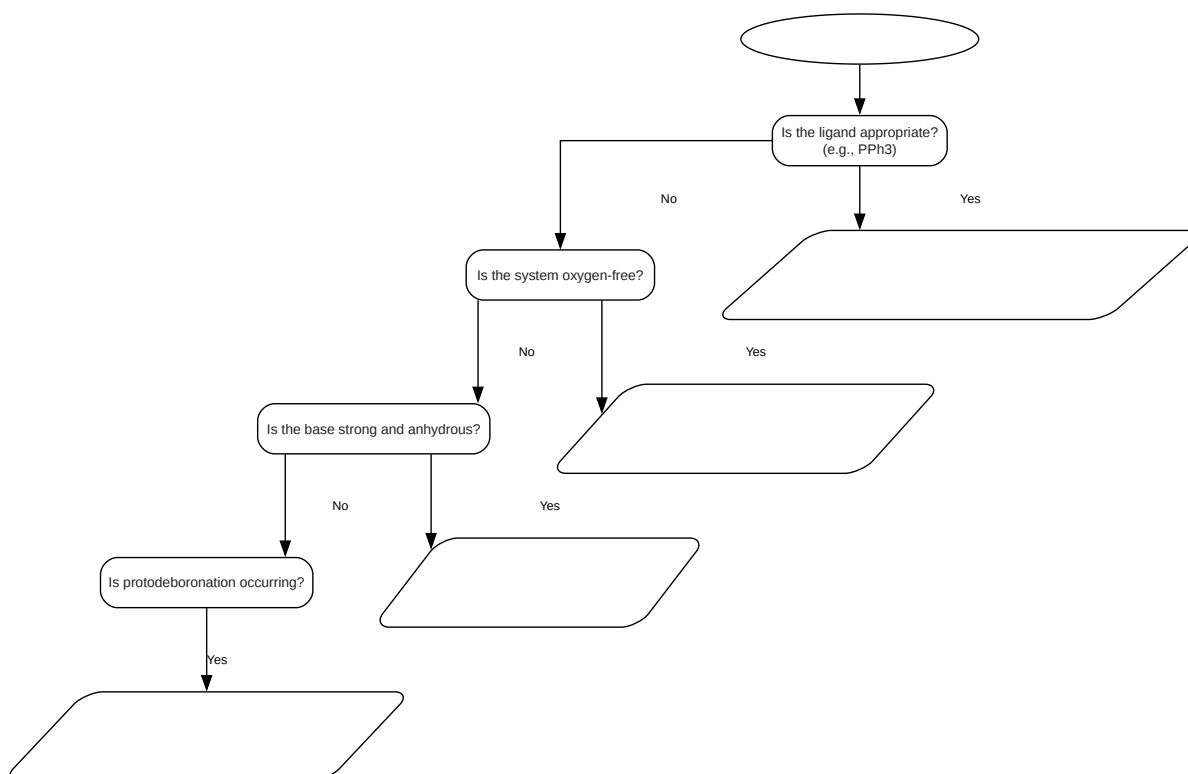 Is the ligand appropriate?
(e.g., PPh3)
No
Yes
Is the system oxygen-free?
No
Yes
Is the base strong and anhydrous?
No
Yes
Is protodeboronation occurring?
Yes